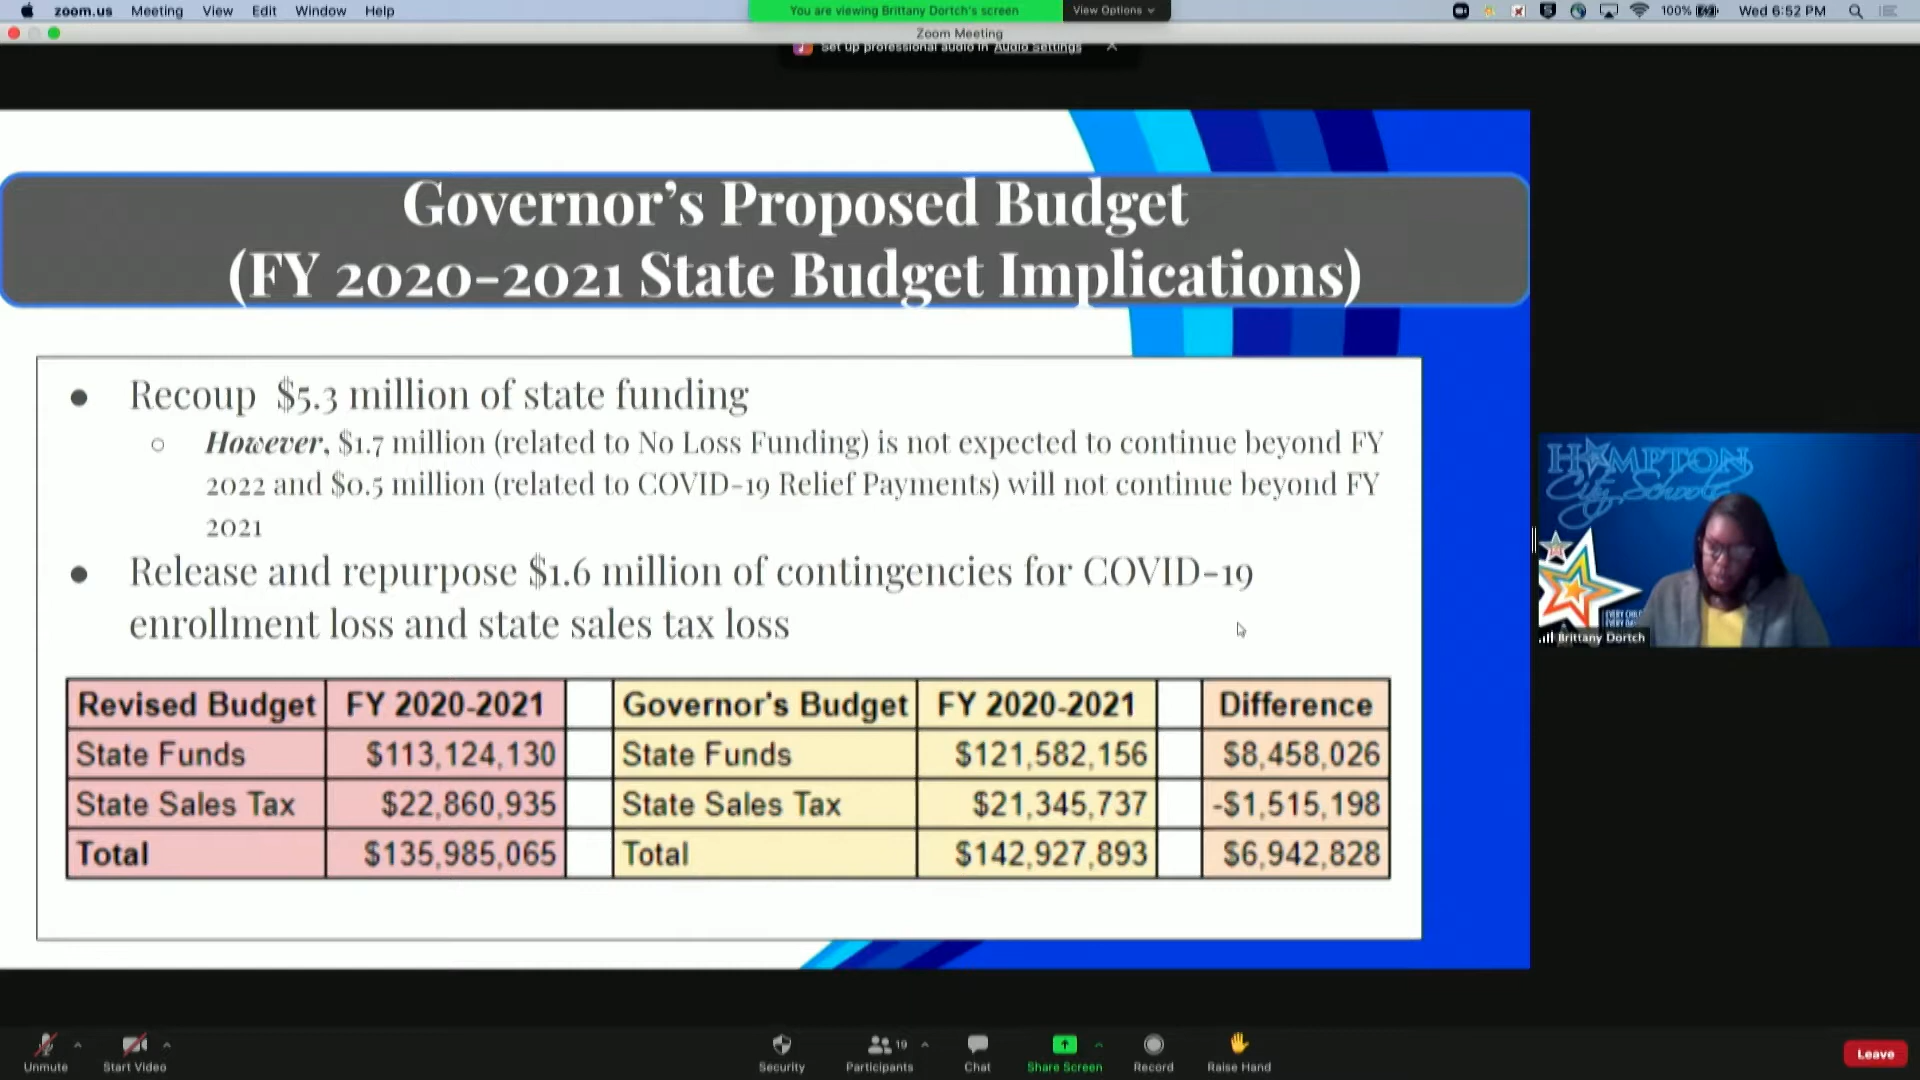 zoom.us Meeting View Edit Window Help
You are viewing Brittany Dortch's screen
View Options
100%
Wed 6:52 PM
Zoom Meeting
Set up professional audio in Audio Settings
Governor's Proposed Budget
(FY 2020-2021 State Budget Implications)
● Recoup $5.3 million of state funding
○ However, $1.7 million (related to No Loss Funding) is not expected to continue beyond FY
2022 and $0.5 million (related to COVID-19 Relief Payments) will not continue beyond FY
2021
● Release and repurpose $1.6 million of contingencies for COVID-19
enrollment loss and state sales tax loss
Revised Budget FY 2020-2021 Governor's Budget FY 2020-2021 Difference
State Funds $113,124,130 State Funds $121,582,156 $8,458,026
State Sales Tax $22,860,935 State Sales Tax $21,345,737 -$1,515,198
Total $135,985,065 Total $142,927,893 $6,942,828
HAMPTON
City Schools
Brittany Dortch
Unmute
Start Video
Security
Participants 19
Chat
Share Screen
Record
Raise Hand
Leave